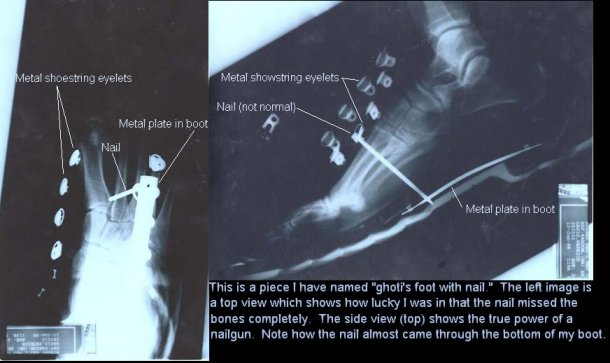 Metal shoestring eyelets
Metal plate in boot
Nail
Metal showstring eyelets
Nail (not normal)
Metal plate in boot
This is a piece I have named "ghoti's foot with nail." The left image is
a top view which shows how lucky I was in that the nail missed the
bones completely. The side view (top) shows the true power of a
nailgun. Note how the nail almost came through the bottom of my boot.